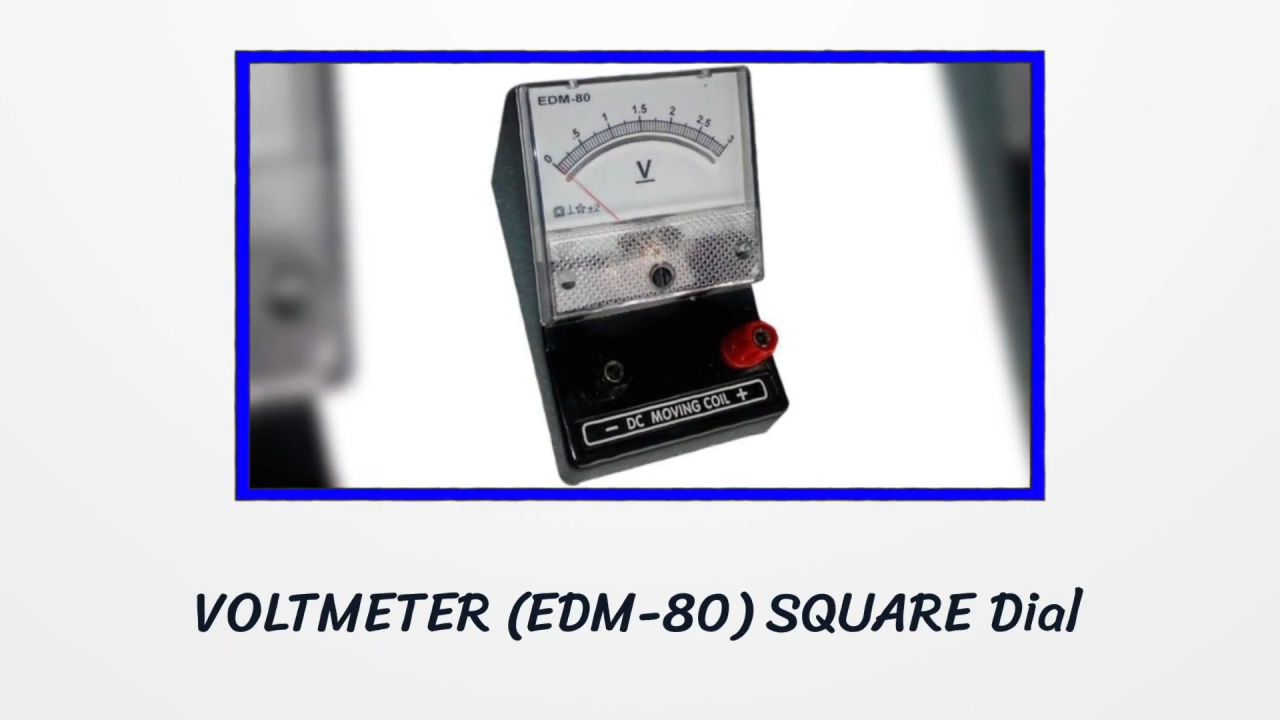 EDM-80
0 .5 1 1.5 2 2.5 3
V
±2
− DC MOVING COIL +
VOLTMETER (EDM-80) SQUARE Dial